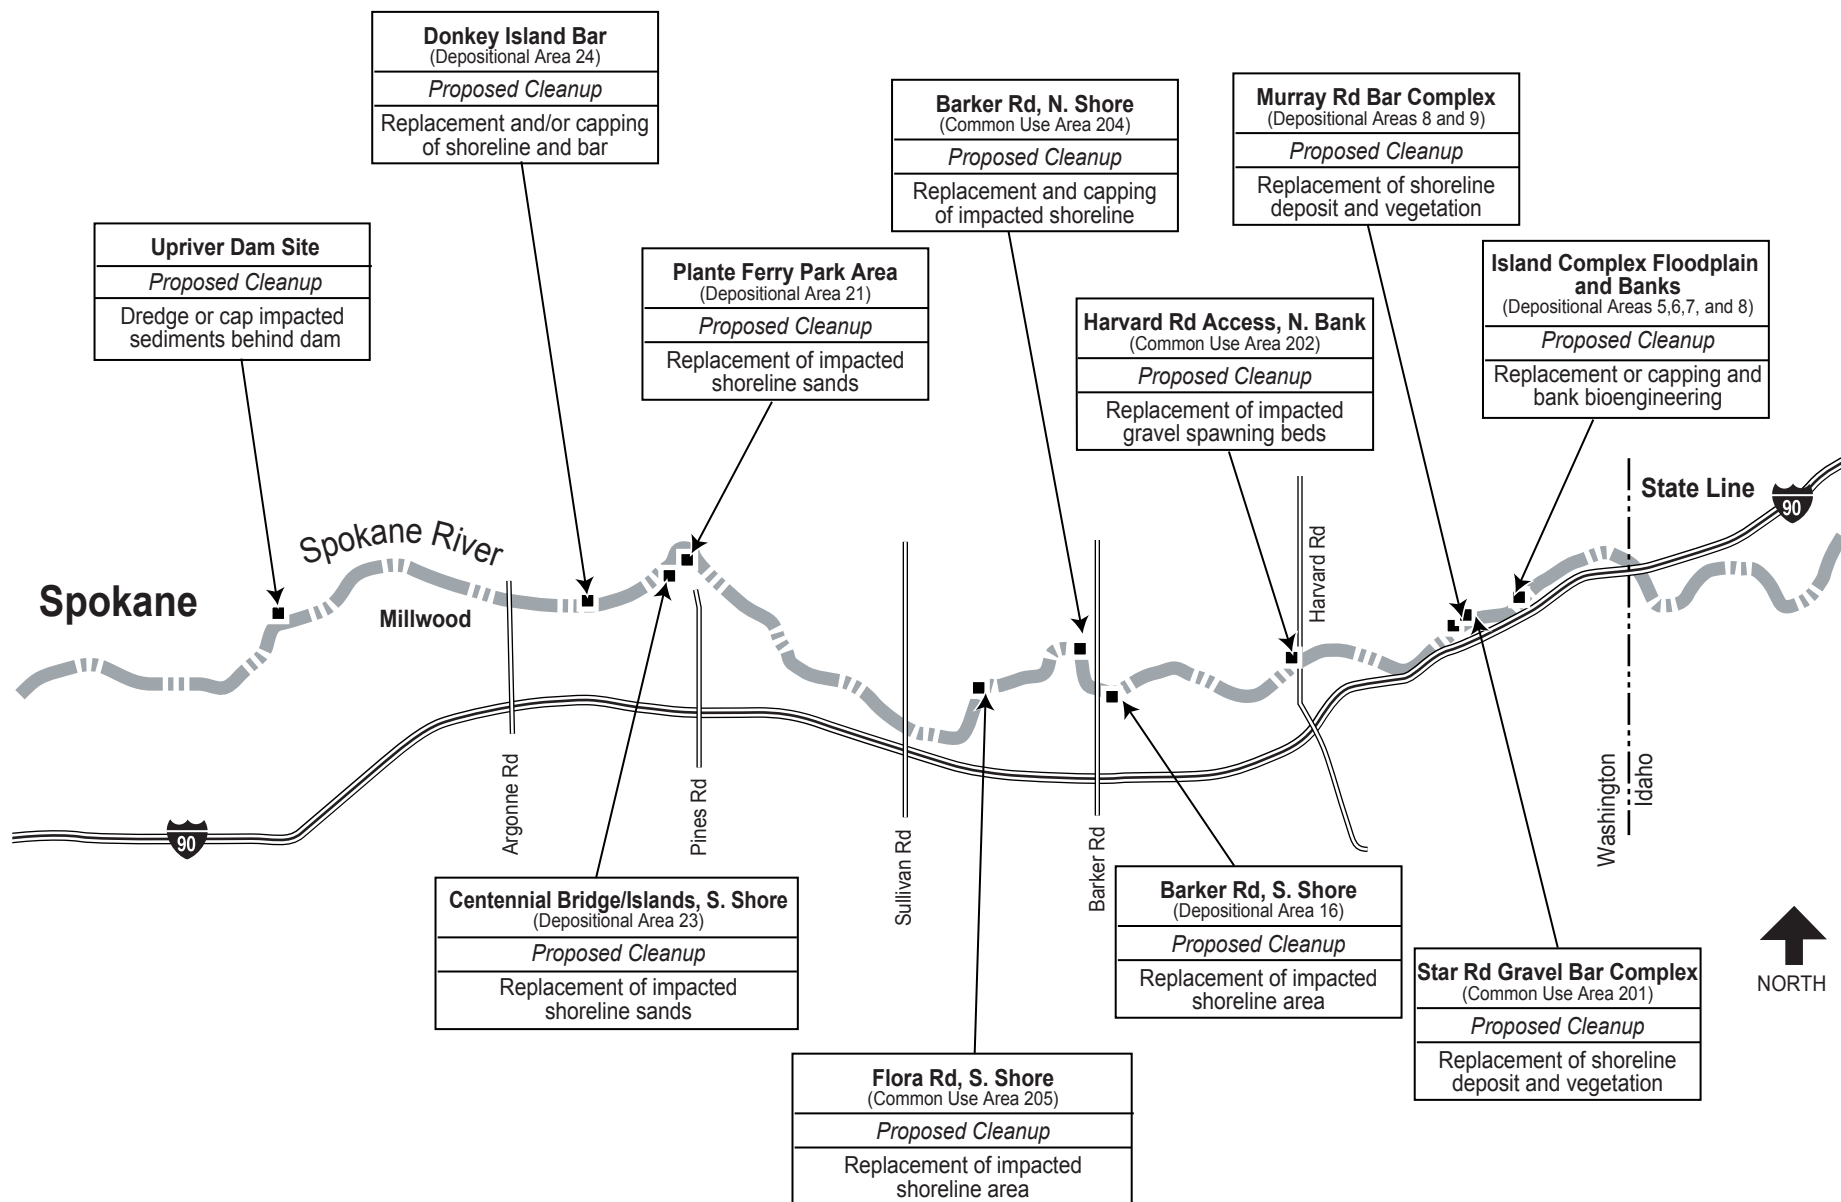 Donkey Island Bar
(Depositional Area 24)
Proposed Cleanup
Replacement and/or capping
of shoreline and bar
Barker Rd, N. Shore
(Common Use Area 204)
Proposed Cleanup
Replacement and capping
of impacted shoreline
Murray Rd Bar Complex
(Depositional Areas 8 and 9)
Proposed Cleanup
Replacement of shoreline
deposit and vegetation
Upriver Dam Site
Proposed Cleanup
Dredge or cap impacted
sediments behind dam
Plante Ferry Park Area
(Depositional Area 21)
Proposed Cleanup
Replacement of impacted
shoreline sands
Island Complex Floodplain
and Banks
(Depositional Areas 5,6,7, and 8)
Proposed Cleanup
Replacement or capping and
bank bioengineering
Harvard Rd Access, N. Bank
(Common Use Area 202)
Proposed Cleanup
Replacement of impacted
gravel spawning beds
State Line
90
Spokane River
Harvard Rd
Spokane
Millwood
Washington
Idaho
90
Argonne Rd
Pines Rd
Sullivan Rd
Barker Rd
Centennial Bridge/Islands, S. Shore
(Depositional Area 23)
Proposed Cleanup
Replacement of impacted
shoreline sands
Barker Rd, S. Shore
(Depositional Area 16)
Proposed Cleanup
Replacement of impacted
shoreline area
Star Rd Gravel Bar Complex
(Common Use Area 201)
Proposed Cleanup
Replacement of shoreline
deposit and vegetation
NORTH
Flora Rd, S. Shore
(Common Use Area 205)
Proposed Cleanup
Replacement of impacted
shoreline area